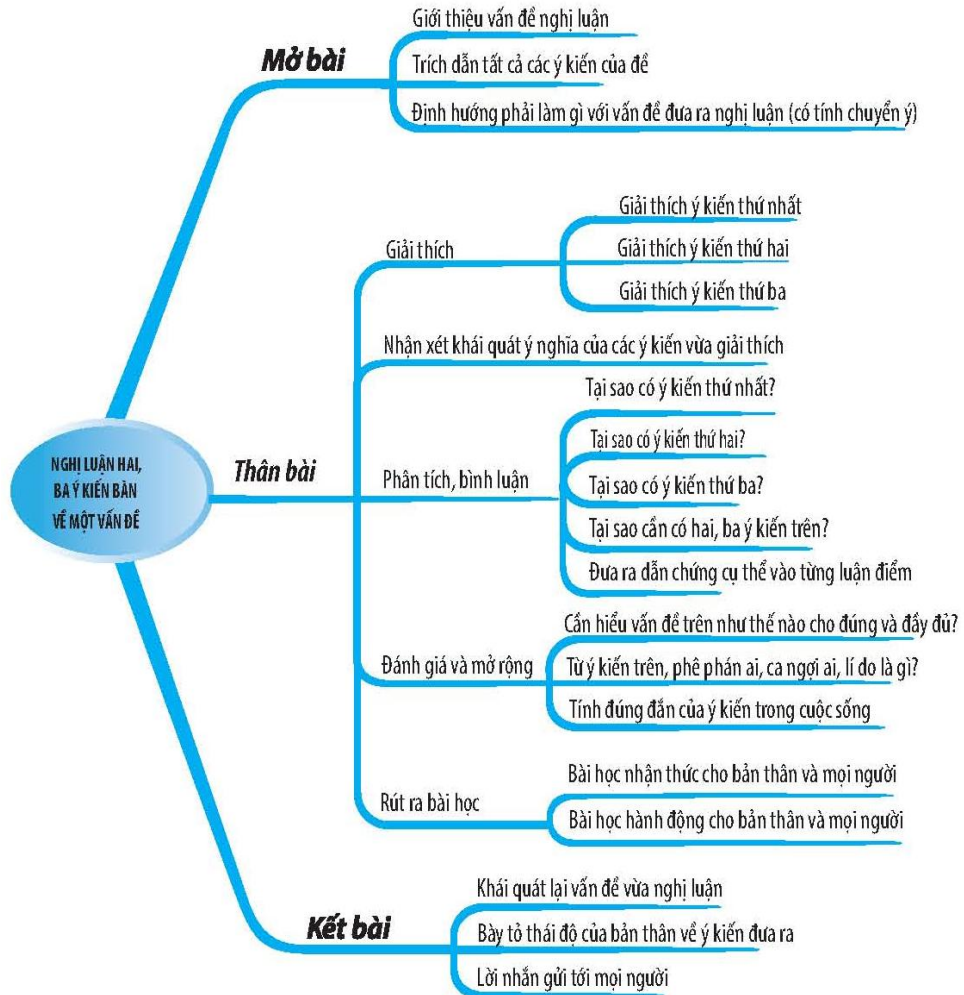 Giới thiệu vấn đề nghị luận
Mở bài
Trích dẫn tất cả các ý kiến của đề
Định hướng phải làm gì với vấn đề đưa ra nghị luận (có tính chuyển ý)
Giải thích ý kiến thứ nhất
Giải thích
Giải thích ý kiến thứ hai
Giải thích ý kiến thứ ba
Nhận xét khái quát ý nghĩa của các ý kiến vừa giải thích
Tại sao có ý kiến thứ nhất?
Tại sao có ý kiến thứ hai?
NGHỊ LUẬN HAI,
BA Ý KIẾN BÀN
VỀ MỘT VẤN ĐỀ
Thân bài
Phân tích, bình luận
Tại sao có ý kiến thứ ba?
Tại sao cần có hai, ba ý kiến trên?
Đưa ra dẫn chứng cụ thể vào từng luận điểm
Cần hiểu vấn đề trên như thế nào cho đúng và đầy đủ?
Đánh giá và mở rộng
Từ ý kiến trên, phê phán ai, ca ngợi ai, lí do là gì?
Tính đúng đắn của ý kiến trong cuộc sống
Bài học nhận thức cho bản thân và mọi người
Rút ra bài học
Bài học hành động cho bản thân và mọi người
Khái quát lại vấn đề vừa nghị luận
Kết bài
Bày tỏ thái độ của bản thân về ý kiến đưa ra
Lời nhắn gửi tới mọi người